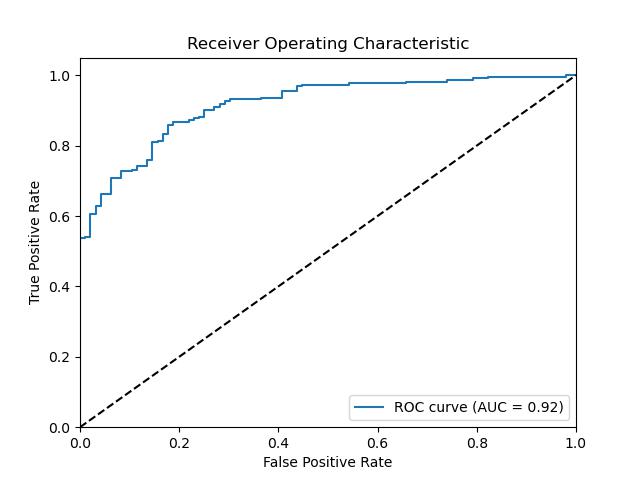 Receiver Operating Characteristic
True Positive Rate
1.0
0.8
0.6
0.4
0.2
0.0
0.0 0.2 0.4 0.6 0.8 1.0
False Positive Rate
ROC curve (AUC = 0.92)